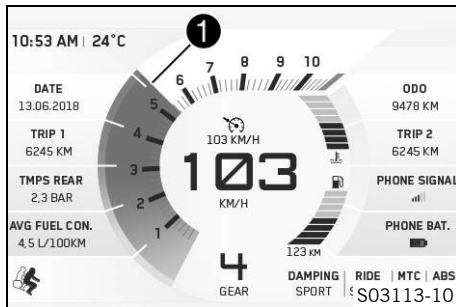 1
10:53 AM | 24°C
6 7 8 9 10
5
4
3
2
1
DATE
13.06.2018
TRIP 1
6245 KM
TMPS REAR
2,3 BAR
AVG FUEL CON.
4,5 L/100KM
103 KM/H
103
KM/H
4
GEAR
ODO
9478 KM
TRIP 2
6245 KM
PHONE SIGNAL
PHONE BAT.
123 KM
DAMPING | RIDE | MTC | ABS
SPORT
S03113-10